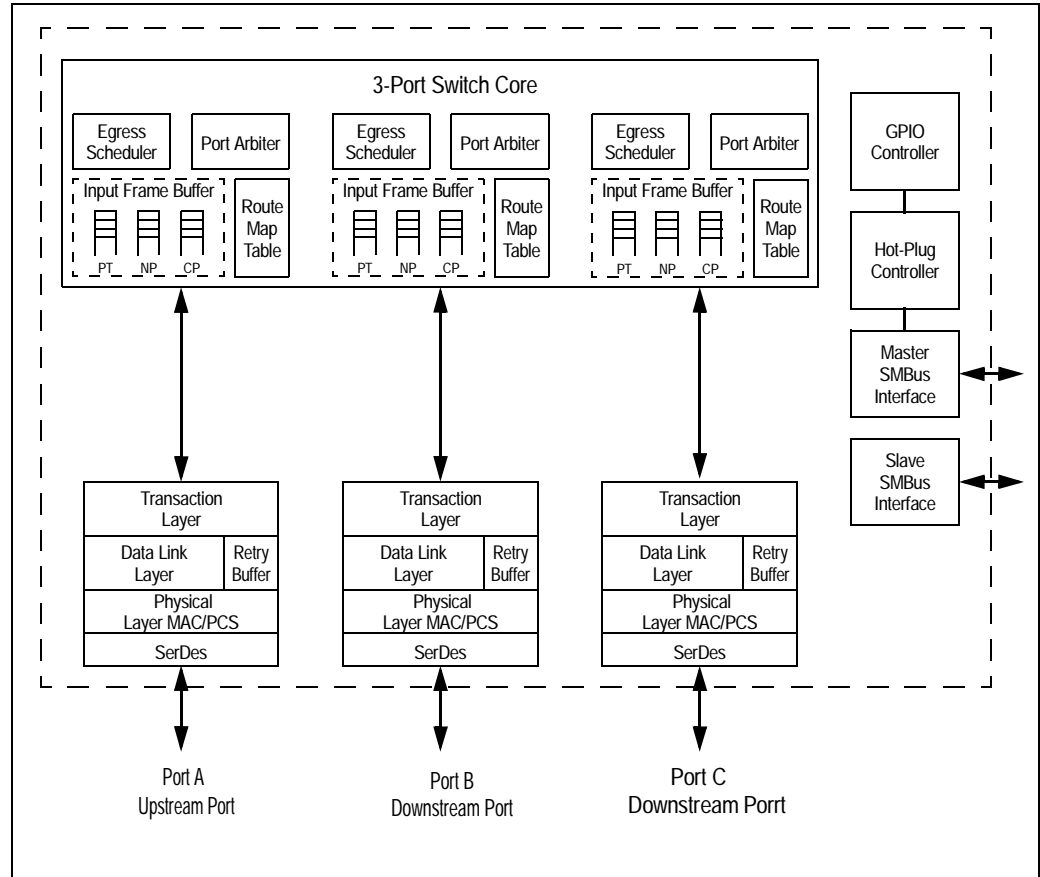 3-Port Switch Core
Egress
Scheduler
Port Arbiter
Input Frame Buffer
PT NP CP
Route
Map
Table
Egress
Scheduler
Port Arbiter
Input Frame Buffer
PT NP CP
Route
Map
Table
Egress
Scheduler
Port Arbiter
Input Frame Buffer
PT NP CP
Route
Map
Table
GPIO
Controller
Hot-Plug
Controller
Master
SMBus
Interface
Slave
SMBus
Interface
Transaction
Layer
Data Link
Layer
Retry
Buffer
Physical
Layer MAC/PCS
SerDes
Transaction
Layer
Data Link
Layer
Retry
Buffer
Physical
Layer MAC/PCS
SerDes
Transaction
Layer
Data Link
Layer
Retry
Buffer
Physical
Layer MAC/PCS
SerDes
Port A
Upstream Port
Port B
Downstream Port
Port C
Downstream Porrt